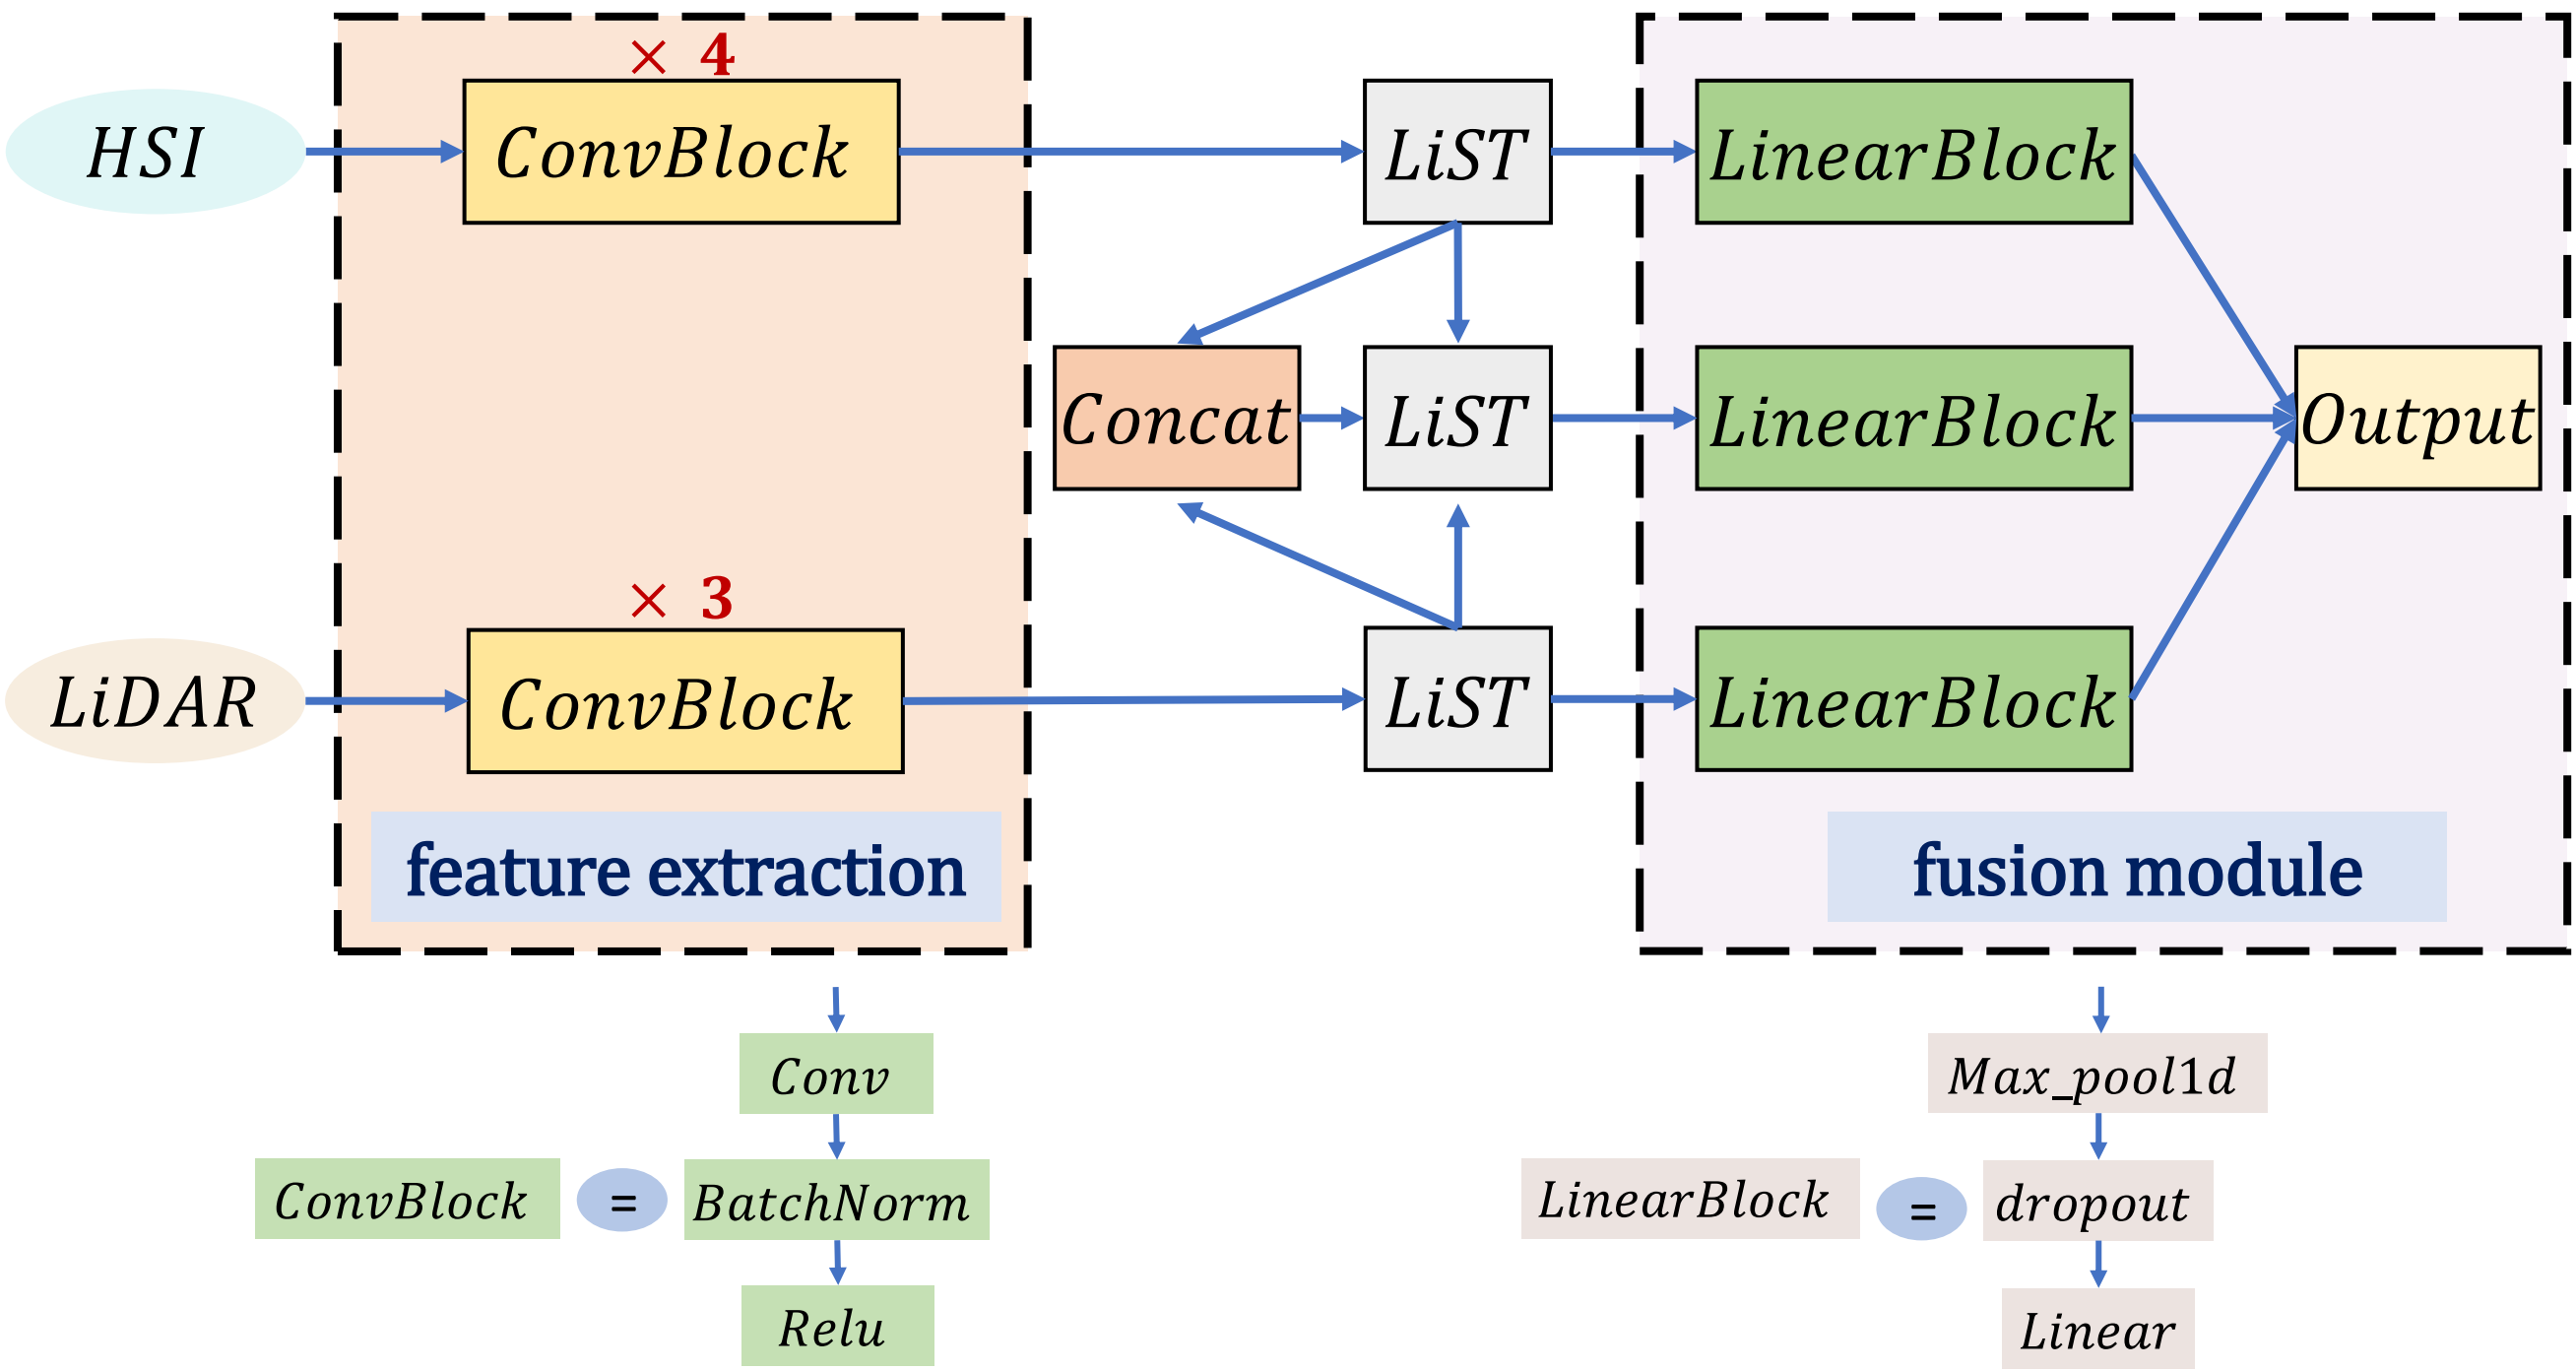 × 4
HSI
ConvBlock
LiST
LinearBlock
Concat
LiST
LinearBlock
Output
× 3
LiDAR
ConvBlock
LiST
LinearBlock
feature extraction
fusion module
Conv
ConvBlock
=
BatchNorm
Relu
Max_pool1d
LinearBlock
=
dropout
Linear